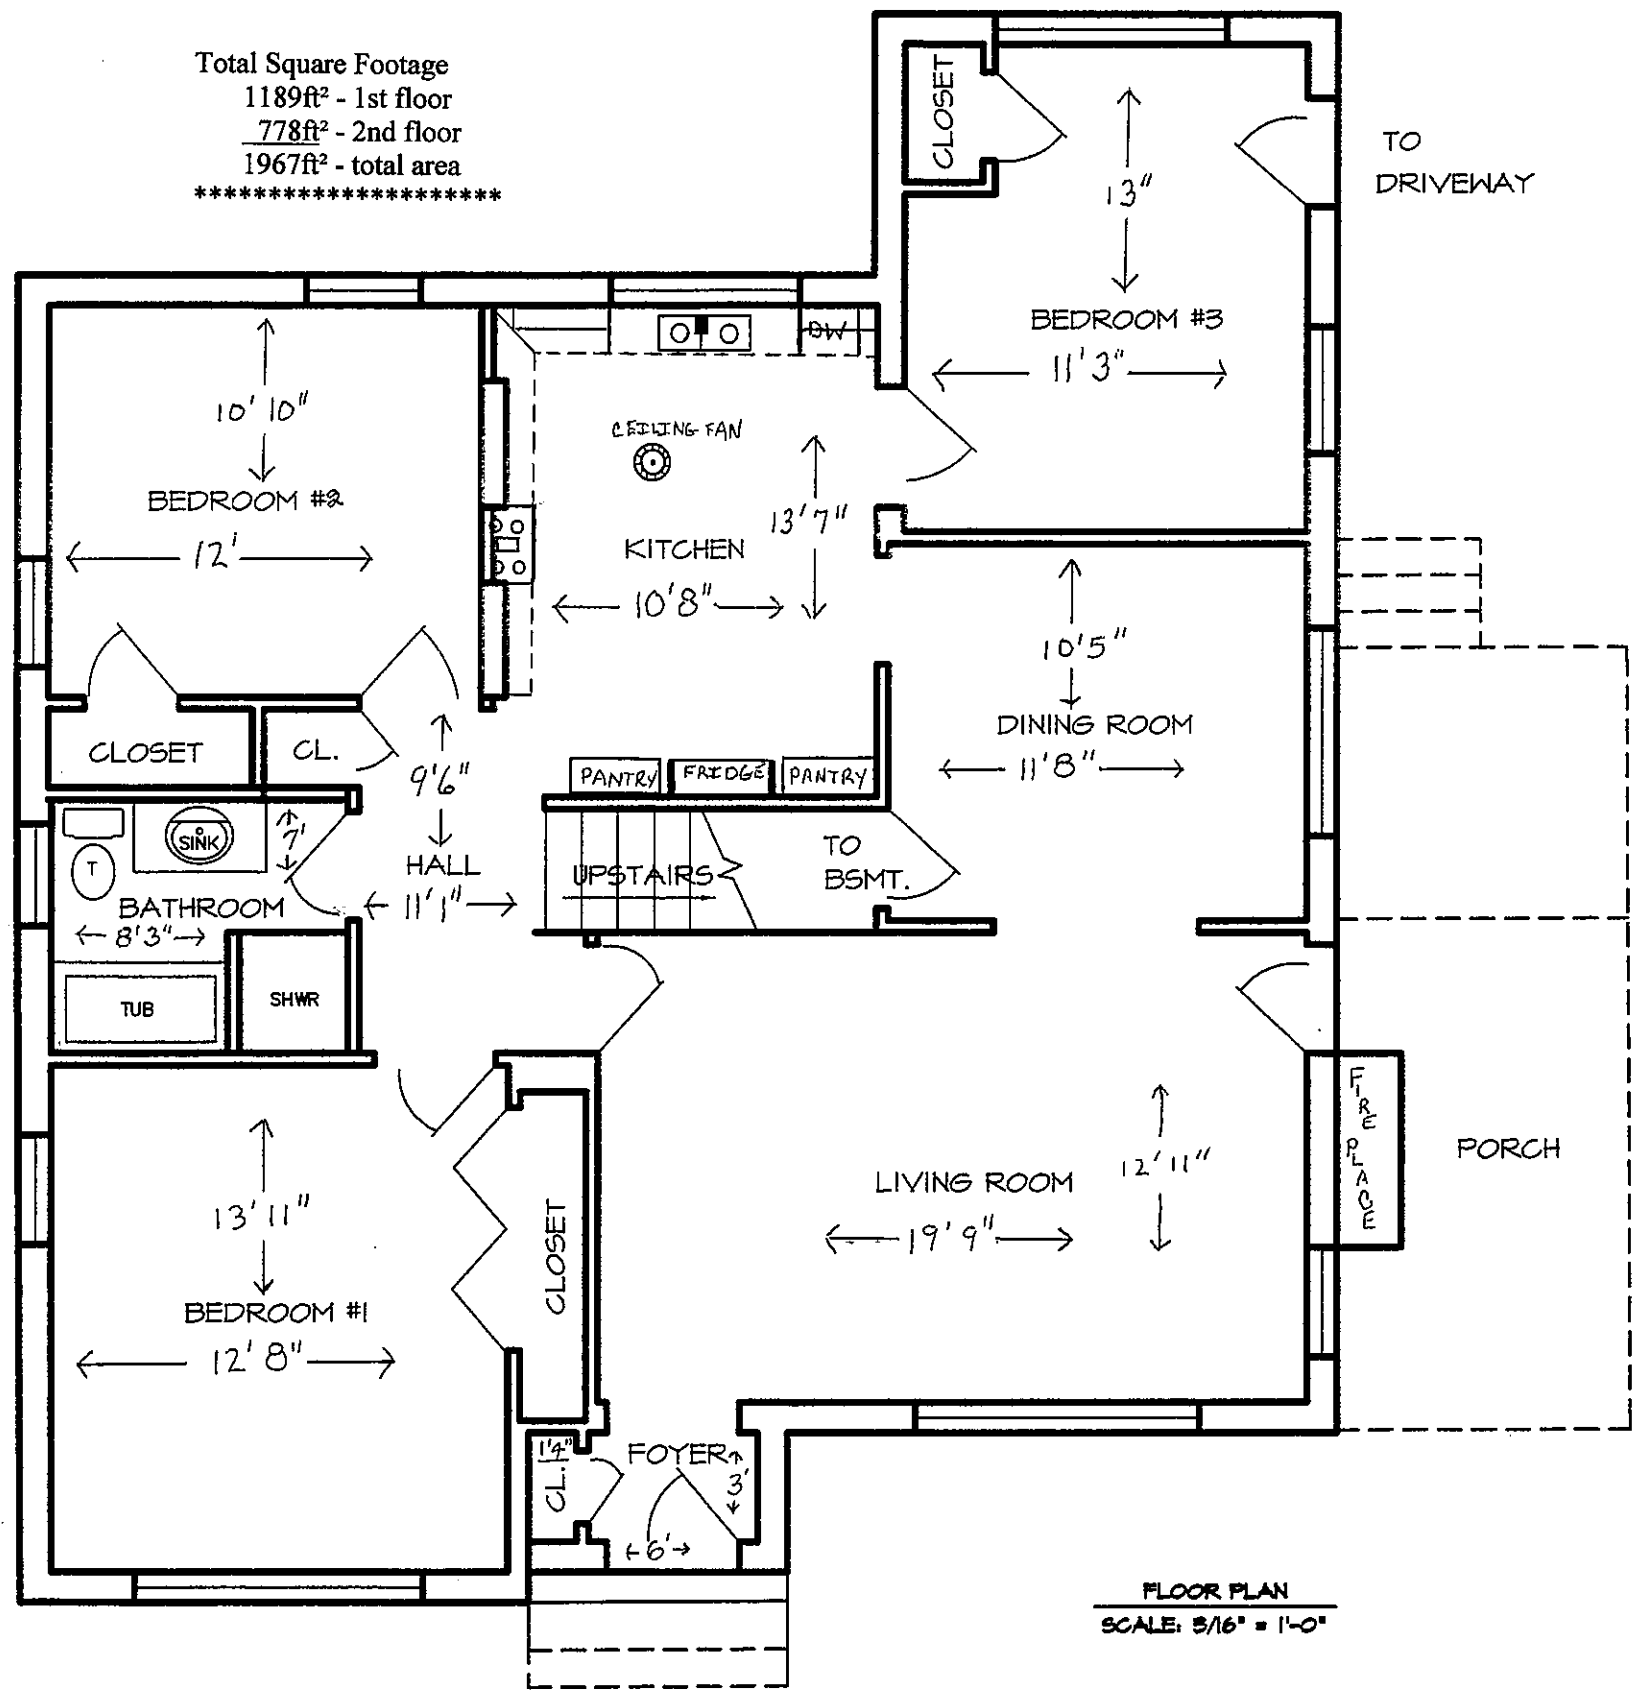 Total Square Footage
1189ft² - 1st floor
778ft² - 2nd floor
1967ft² - total area
*********************
CLOSET
13"
BEDROOM #3
11'3"
TO
DRIVEWAY
10'10"
BEDROOM #2
12'
DW
CEILING FAN
13'7"
KITCHEN
10'8"
10'5"
DINING ROOM
11'8"
CLOSET
CL.
9'6"
HALL
11'1"
PANTRY
FRIDGE
PANTRY
SINK
7'
T
BATHROOM
8'3"
TUB
SHWR
UPSTAIRS
TO
BSMT.
13'11"
BEDROOM #1
12'8"
CLOSET
LIVING ROOM
19'9"
12'11"
FIRE PLACE
PORCH
1'4"
CL.
FOYER
3'
6'
FLOOR PLAN
SCALE: 3/16" = 1'-0"